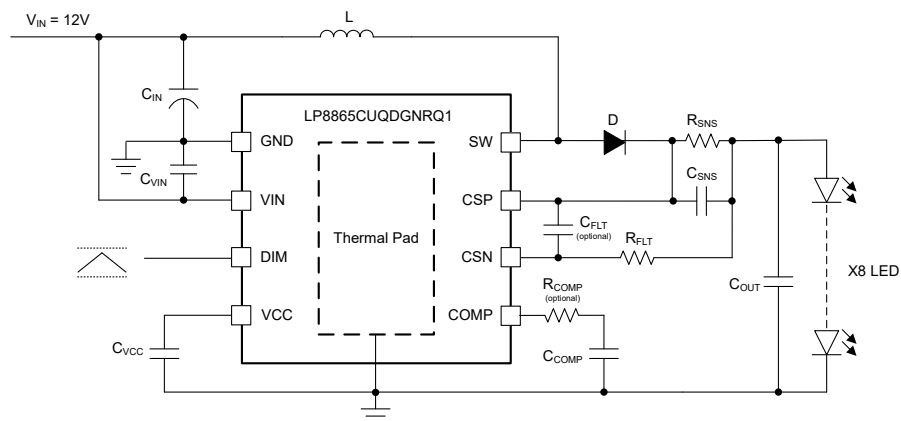 V_IN = 12V
L
C_IN
LP8865CUQDGNRQ1
GND
SW
D
R_SNS
C_VIN
C_SNS
VIN
CSP
C_FLT
(optional)
R_FLT
Thermal Pad
DIM
CSN
X8 LED
C_OUT
R_COMP
(optional)
VCC
COMP
C_VCC
C_COMP